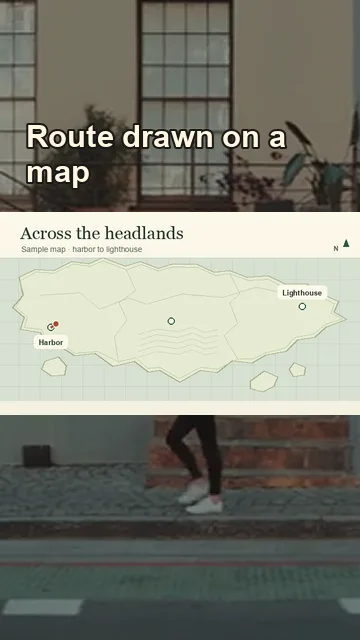 Route drawn on a
map
Across the headlands
Sample map · harbor to lighthouse
N
Lighthouse
Harbor